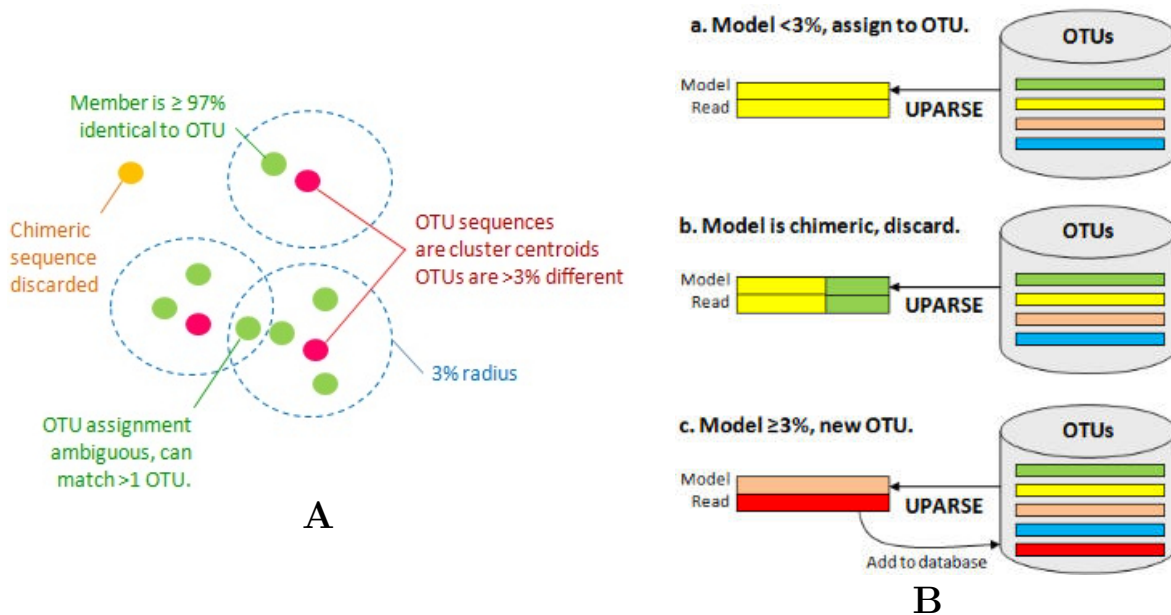 Member is ≥ 97%
identical to OTU
Chimeric
sequence
discarded
OTU sequences
are cluster centroids
OTUs are >3% different
3% radius
OTU assignment
ambiguous, can
match >1 OTU.
A
a. Model <3%, assign to OTU.
OTUs
Model
Read
UPARSE
b. Model is chimeric, discard.
OTUs
Model
Read
UPARSE
c. Model ≥3%, new OTU.
OTUs
Model
Read
UPARSE
Add to database
B